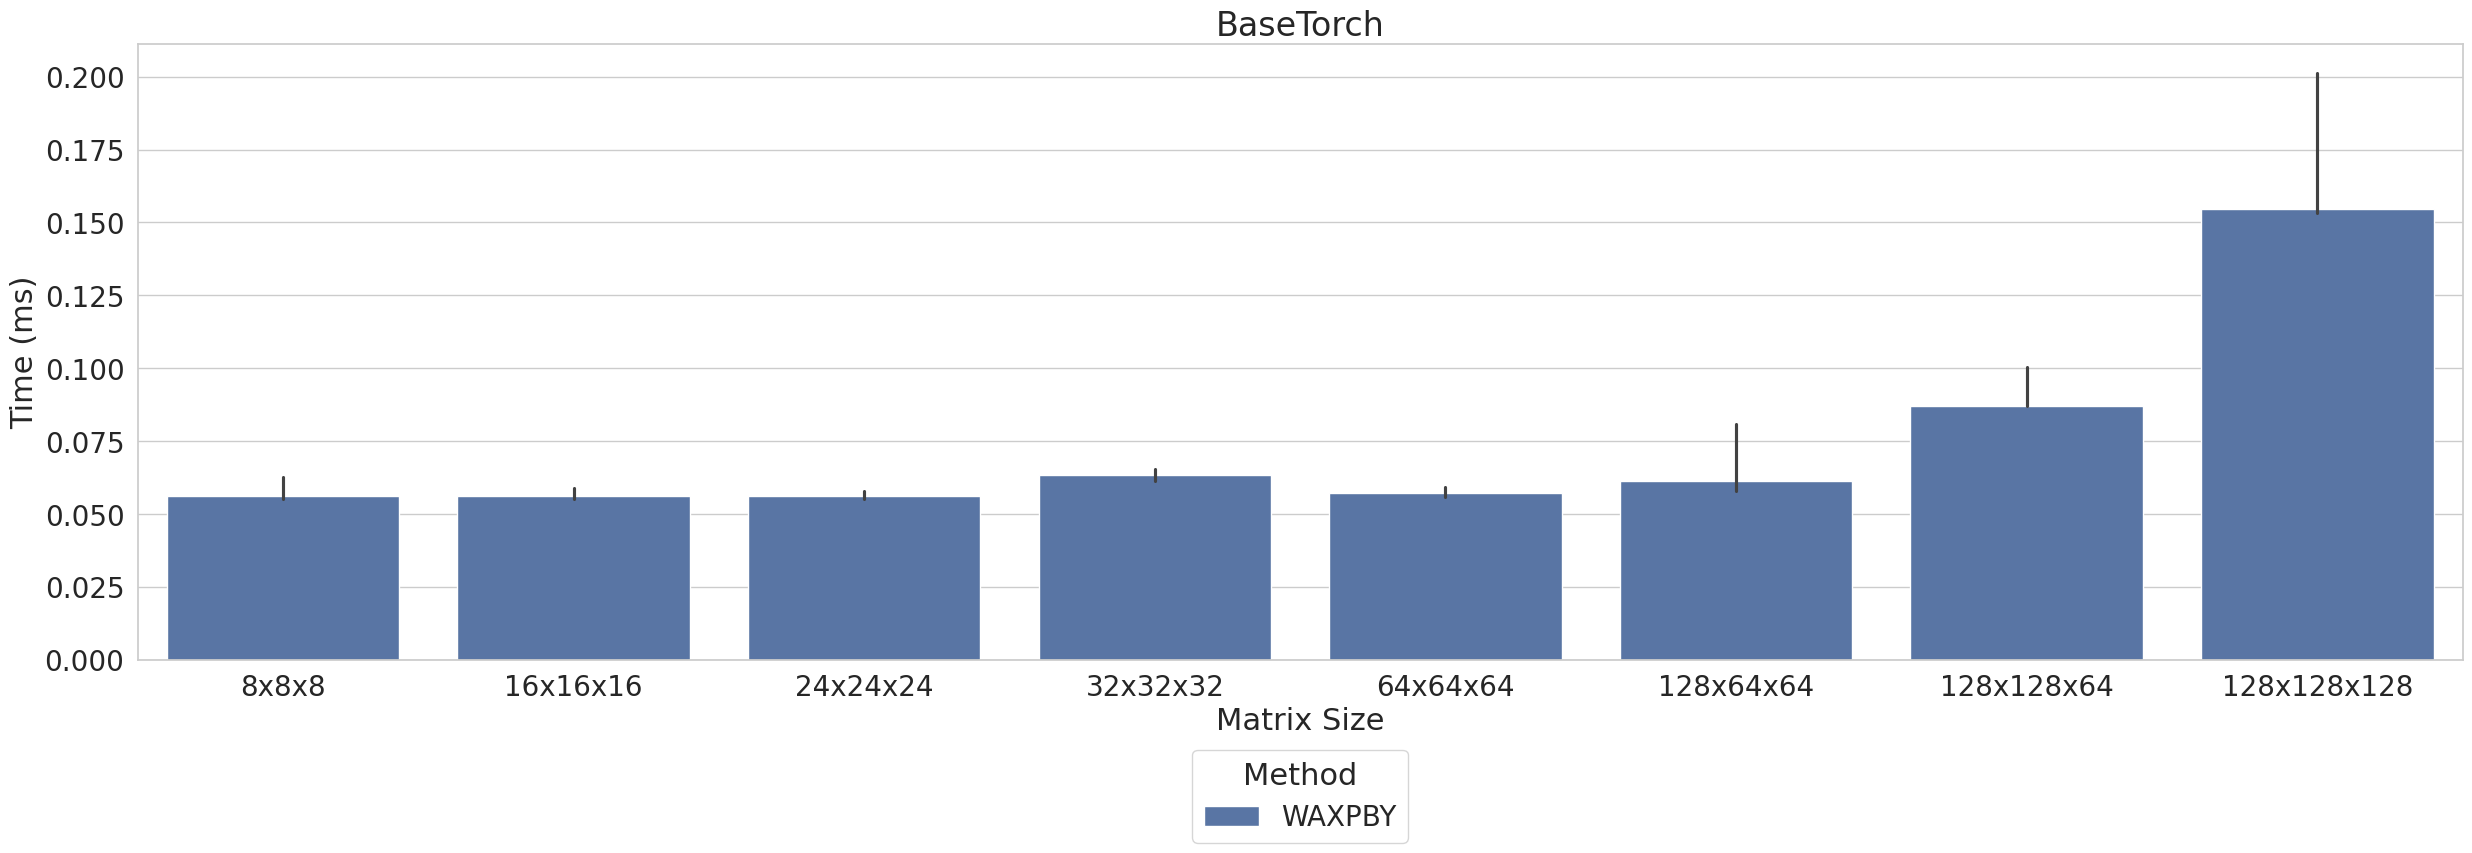 BaseTorch
Time (ms)
0.200
0.175
0.150
0.125
0.100
0.075
0.050
0.025
0.000
8x8x8 16x16x16 24x24x24 32x32x32 64x64x64 128x64x64 128x128x64 128x128x128
Matrix Size
Method
WAXPBY